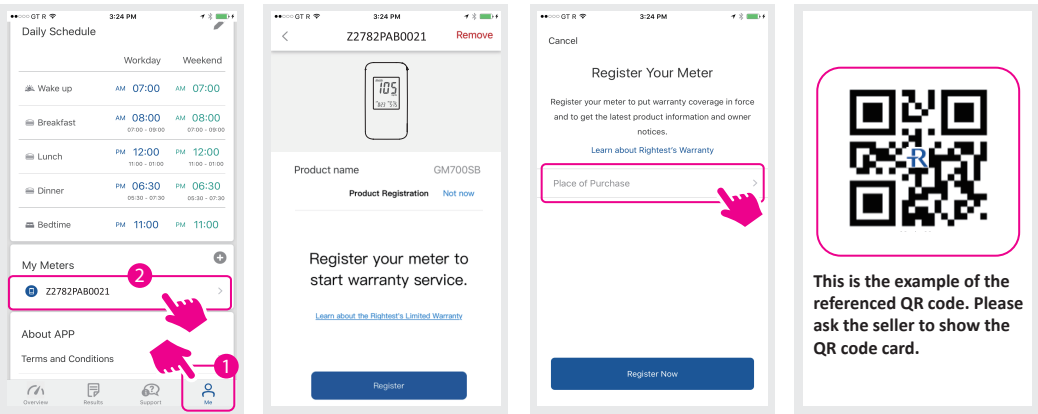 GT R 3:24 PM
Daily Schedule
Workday Weekend
Wake up AM 07:00 AM 07:00
Breakfast AM 08:00 AM 08:00
07:00 - 09:00 07:00 - 09:00
Lunch PM 12:00 PM 12:00
11:00 - 01:00 11:00 - 01:00
Dinner PM 06:30 PM 06:30
05:30 - 07:30 05:30 - 07:30
Bedtime PM 11:00 PM 11:00
My Meters
2
Z2782PAB0021
About APP
Terms and Conditions
1
Overview Results Support Me
GT R 3:24 PM
Z2782PAB0021 Remove
105
Product name GM700SB
Product Registration Not now
Register your meter to
start warranty service.
Learn about the Rightest's Limited Warranty
Register
GT R 3:24 PM
Cancel
Register Your Meter
Register your meter to put warranty coverage in force
and to get the latest product information and owner
notices.
Learn about Rightest's Warranty
Place of Purchase
Register Now
R
This is the example of the
referenced QR code. Please
ask the seller to show the
QR code card.